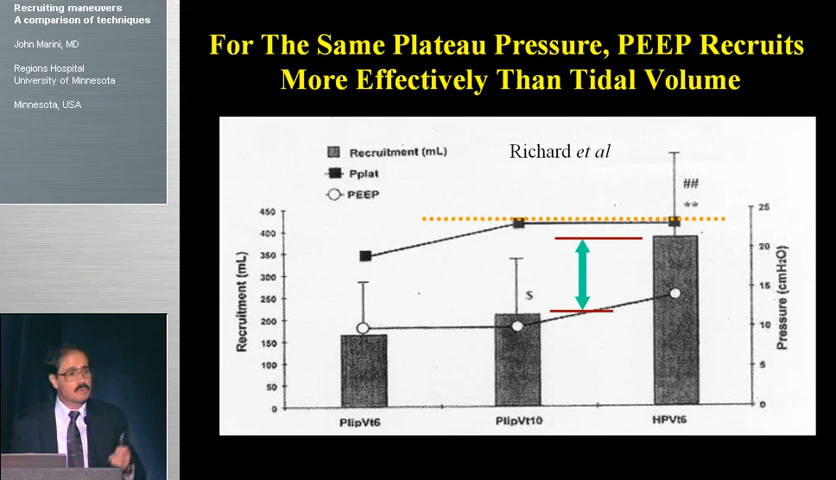 Recruiting maneuvers
A comparison of techniques
John Marini, MD
Regions Hospital
University of Minnesota
Minnesota, USA
For The Same Plateau Pressure, PEEP Recruits
More Effectively Than Tidal Volume
Richard et al
Recruitment (mL)
Pplat
PEEP
##
**
$
Recruitment (mL)
450
400
350
300
250
200
150
100
50
0
Pressure (cmH2O)
25
20
15
10
5
0
PlipVt6
PlipVt10
HPVt6